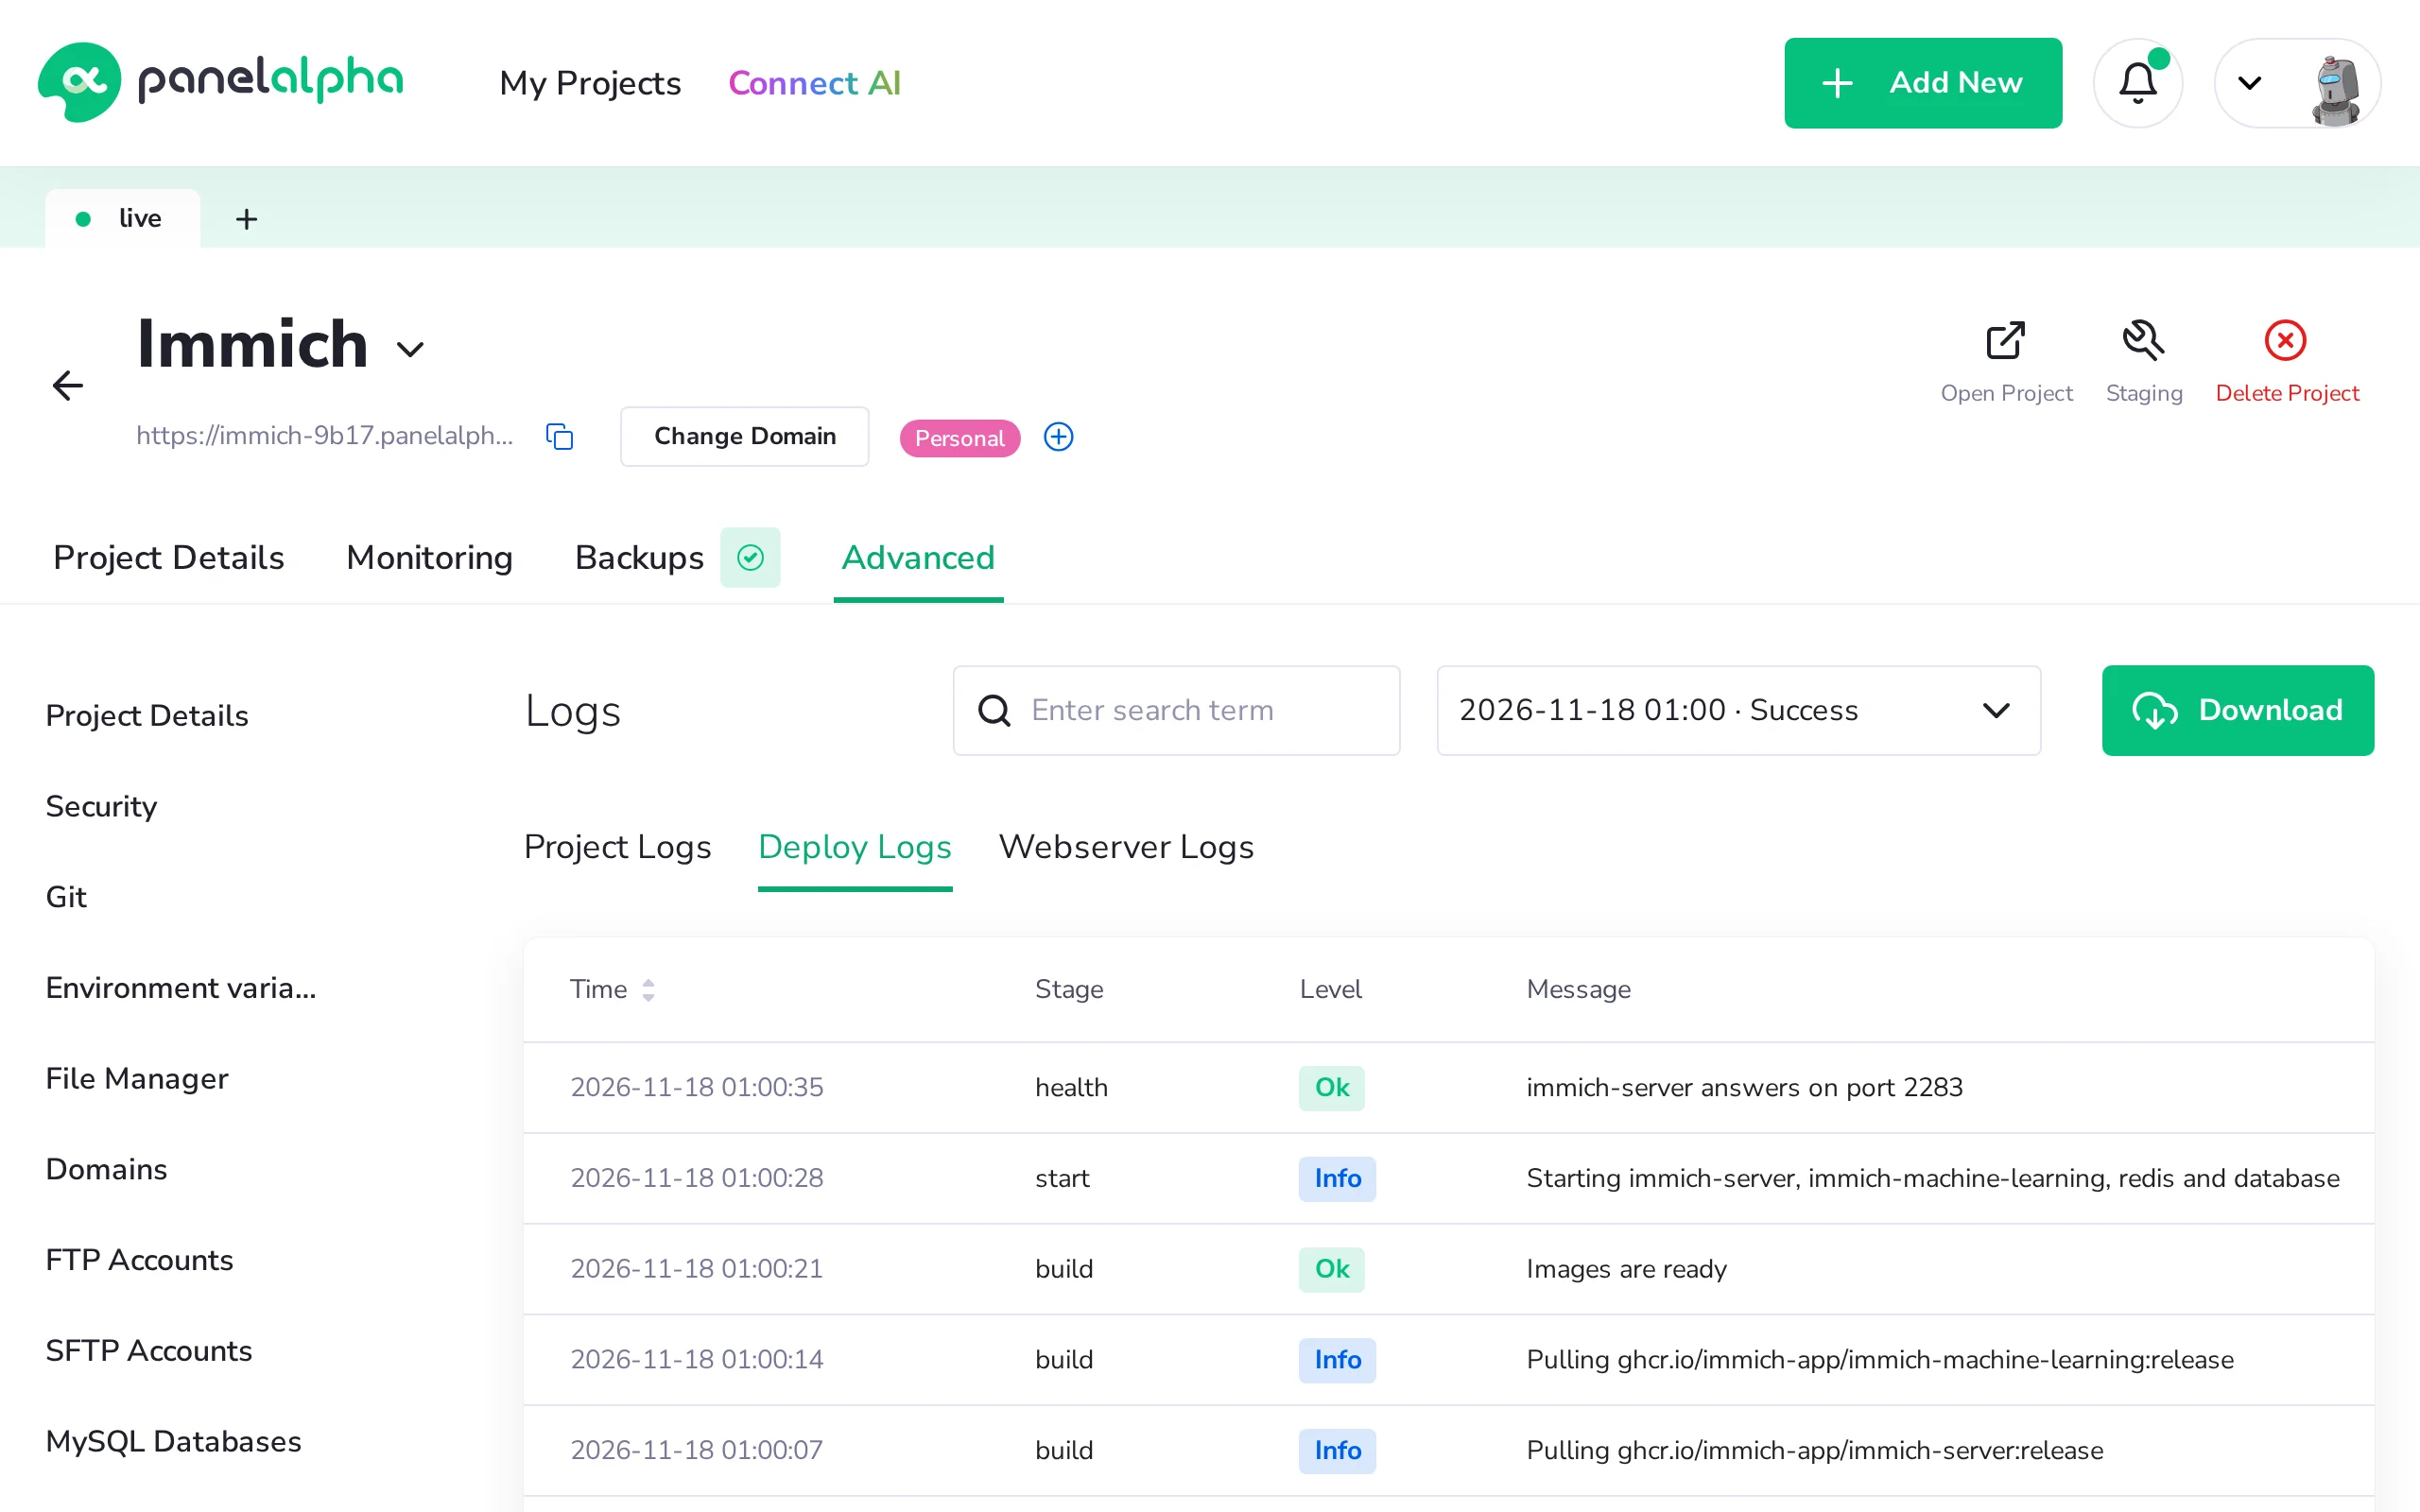 panelalpha
My Projects
Connect AI
Add New
live
Immich
https://immich-9b17.panelalph...
Change Domain
Personal
Open Project
Staging
Delete Project
Project Details
Monitoring
Backups
Advanced
Project Details
Security
Git
Environment varia...
File Manager
Domains
FTP Accounts
SFTP Accounts
MySQL Databases
Logs
Enter search term
2026-11-18 01:00 · Success
Download
Project Logs
Deploy Logs
Webserver Logs
Time Stage Level Message
2026-11-18 01:00:35 health Ok immich-server answers on port 2283
2026-11-18 01:00:28 start Info Starting immich-server, immich-machine-learning, redis and database
2026-11-18 01:00:21 build Ok Images are ready
2026-11-18 01:00:14 build Info Pulling ghcr.io/immich-app/immich-machine-learning:release
2026-11-18 01:00:07 build Info Pulling ghcr.io/immich-app/immich-server:release